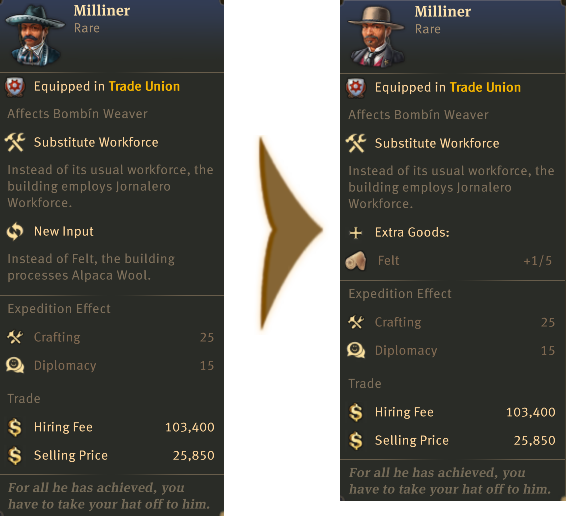 Milliner
Rare
Equipped in Trade Union
Affects Bombín Weaver
Substitute Workforce
Instead of its usual workforce, the
building employs Jornalero
Workforce.
New Input
Instead of Felt, the building
processes Alpaca Wool.
Expedition Effect
Crafting 25
Diplomacy 15
Trade
Hiring Fee 103,400
Selling Price 25,850
For all he has achieved, you
have to take your hat off to him.
Milliner
Rare
Equipped in Trade Union
Affects Bombín Weaver
Substitute Workforce
Instead of its usual workforce, the
building employs Jornalero
Workforce.
Extra Goods:
Felt +1/5
Expedition Effect
Crafting 25
Diplomacy 15
Trade
Hiring Fee 103,400
Selling Price 25,850
For all he has achieved, you
have to take your hat off to him.